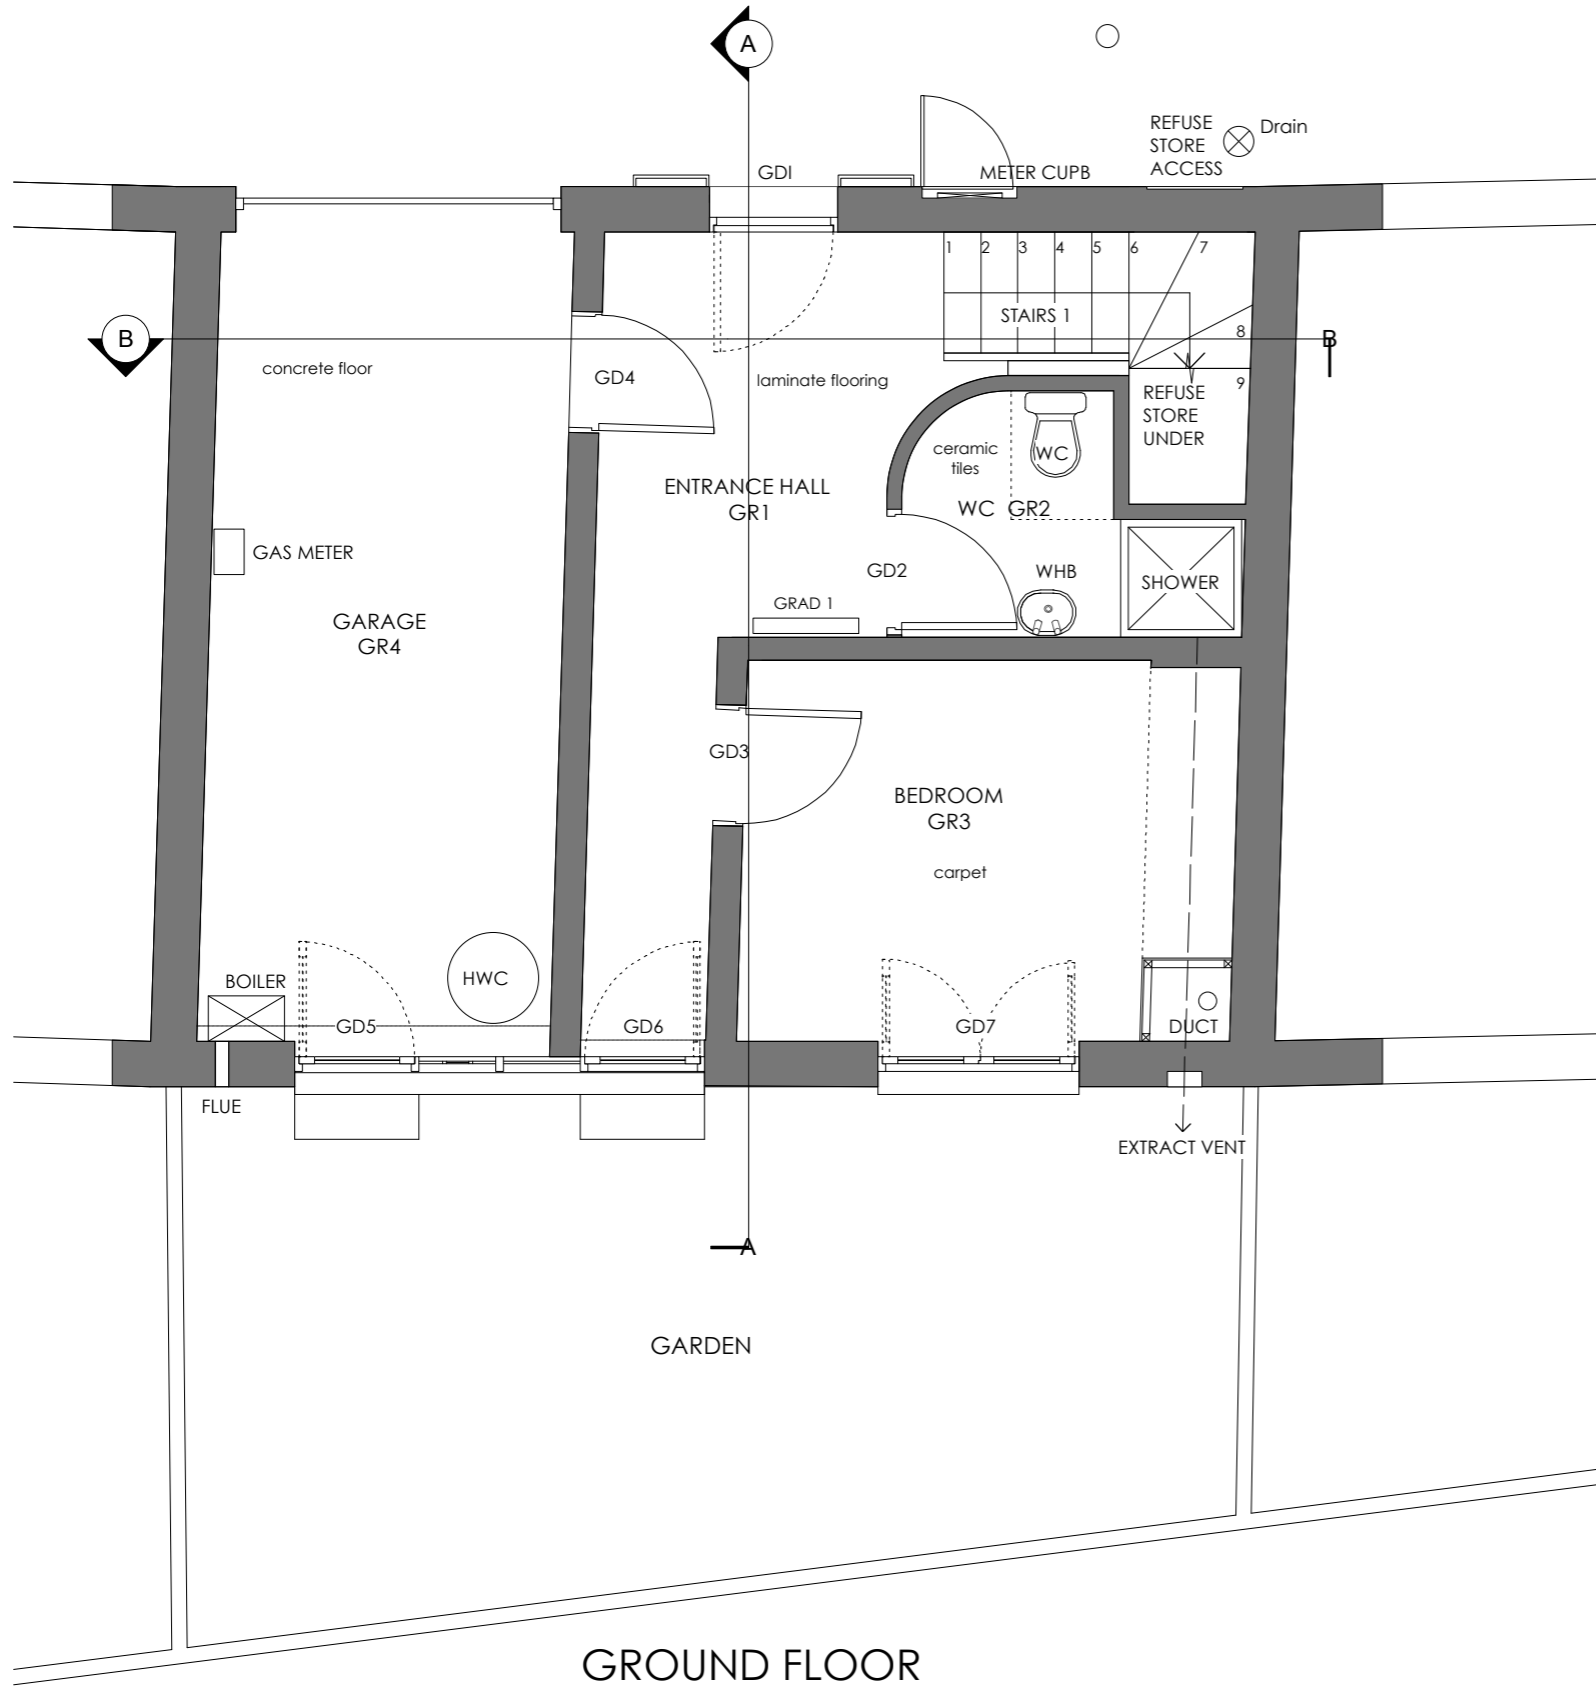 A
REFUSE
STORE
ACCESS
Drain
GDI
METER CUPB
1 2 3 4 5 6 7
STAIRS 1
8
B
B
concrete floor
GD4
laminate flooring
9
REFUSE
STORE
UNDER
ceramic
tiles
WC
ENTRANCE HALL
GR1
WC GR2
GAS METER
GD2
WHB
SHOWER
GRAD 1
GARAGE
GR4
GD3
BEDROOM
GR3
carpet
BOILER
HWC
GD5
GD6
GD7
DUCT
FLUE
EXTRACT VENT
A
GARDEN
GROUND FLOOR